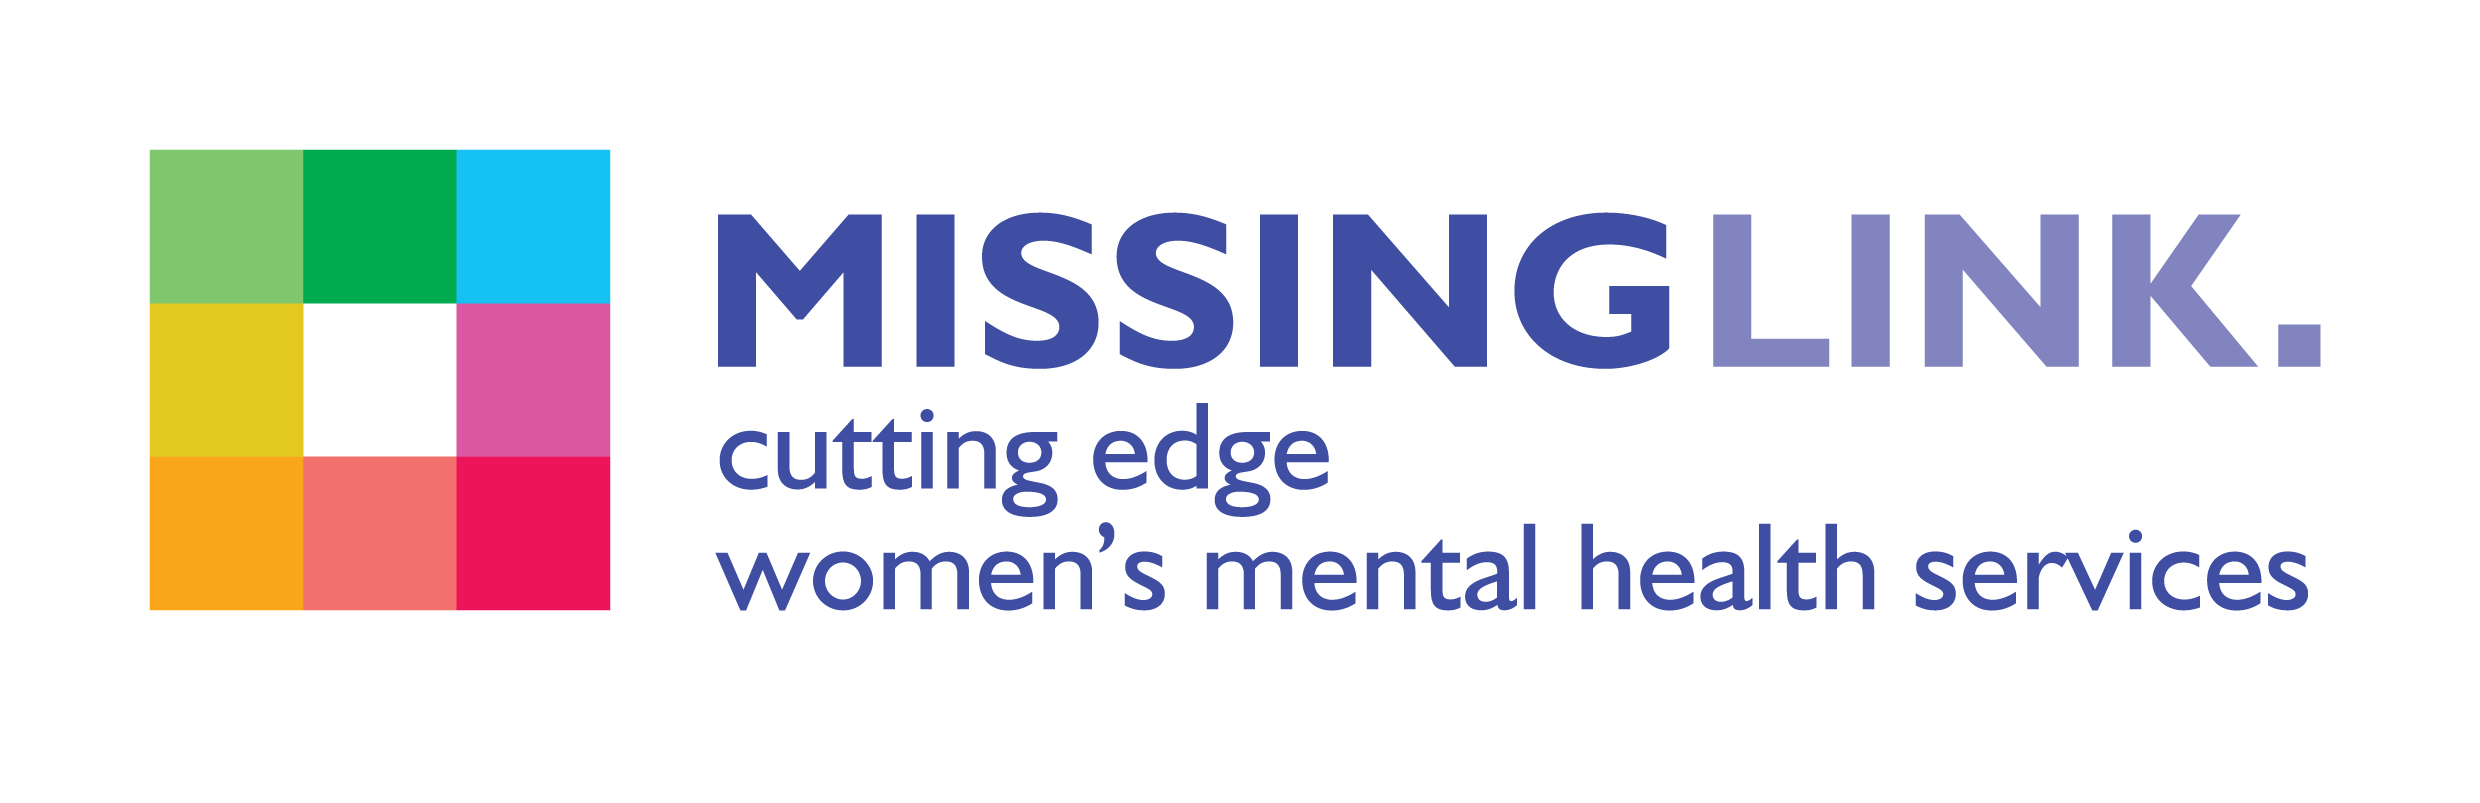 MISSINGLINK.
cutting edge
women’s mental health services